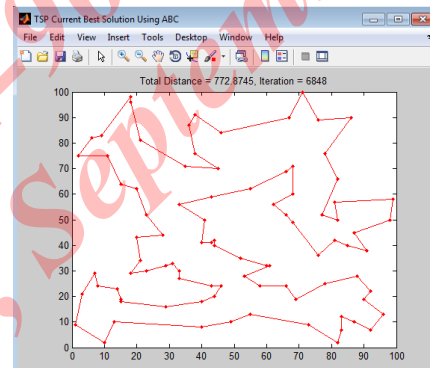 TSP Current Best Solution Using ABC
File Edit View Insert Tools Desktop Window Help
Total Distance = 772.8745, Iteration = 6848
100
90
80
70
60
50
40
30
20
10
0
0 10 20 30 40 50 60 70 80 90 100